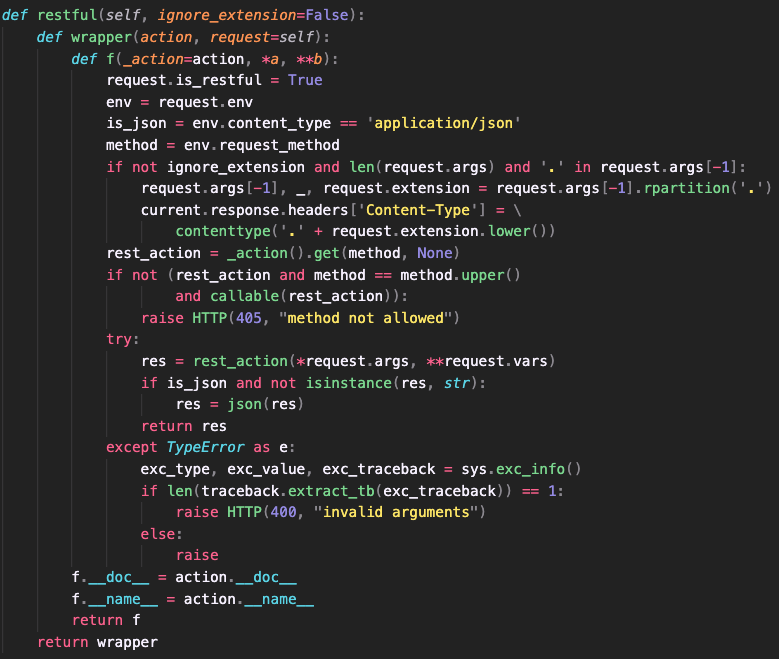 def restful(self, ignore_extension=False):
    def wrapper(action, request=self):
        def f(_action=action, *a, **b):
            request.is_restful = True
            env = request.env
            is_json = env.content_type == 'application/json'
            method = env.request_method
            if not ignore_extension and len(request.args) and '.' in request.args[-1]:
                request.args[-1], _, request.extension = request.args[-1].rpartition('.')
                current.response.headers['Content-Type'] = \
                    contenttype('.' + request.extension.lower())
            rest_action = _action().get(method, None)
            if not (rest_action and method == method.upper()
                    and callable(rest_action)):
                raise HTTP(405, "method not allowed")
            try:
                res = rest_action(*request.args, **request.vars)
                if is_json and not isinstance(res, str):
                    res = json(res)
                return res
            except TypeError as e:
                exc_type, exc_value, exc_traceback = sys.exc_info()
                if len(traceback.extract_tb(exc_traceback)) == 1:
                    raise HTTP(400, "invalid arguments")
                else:
                    raise
        f.__doc__ = action.__doc__
        f.__name__ = action.__name__
        return f
    return wrapper